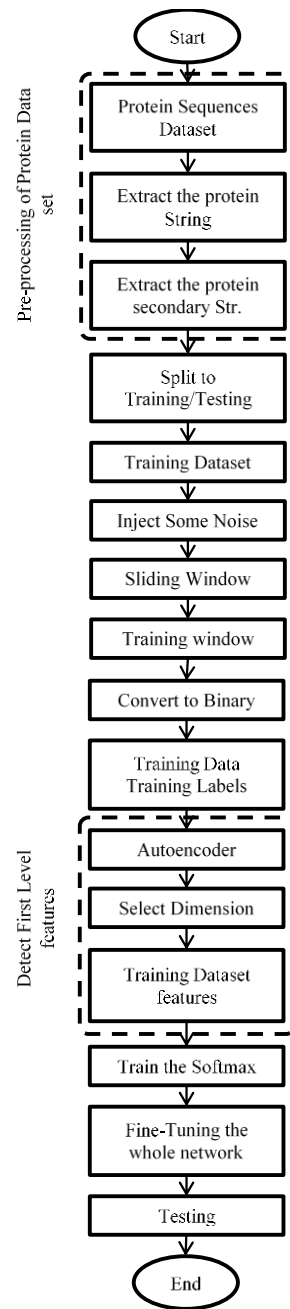 Start
Pre-processing of Protein Data
set
Protein Sequences
Dataset
Extract the protein
String
Extract the protein
secondary Str.
Split to
Training/Testing
Training Dataset
Inject Some Noise
Sliding Window
Training window
Convert to Binary
Training Data
Training Labels
Detect First Level
features
Autoencoder
Select Dimension
Training Dataset
features
Train the Softmax
Fine-Tuning the
whole network
Testing
End